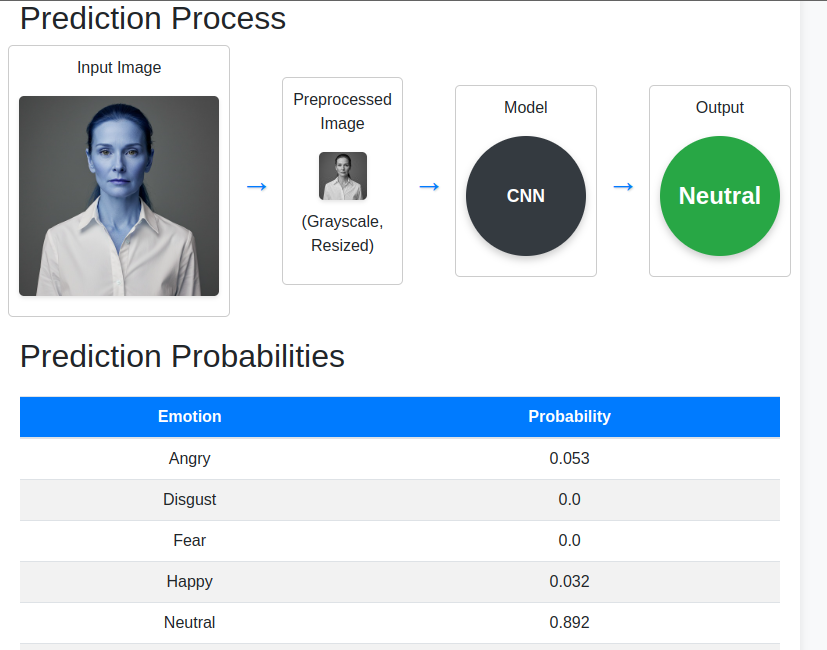 Prediction Process
Input Image
→
Preprocessed
Image
(Grayscale,
Resized)
→
Model
CNN
→
Output
Neutral
Prediction Probabilities
Emotion Probability
Angry 0.053
Disgust 0.0
Fear 0.0
Happy 0.032
Neutral 0.892